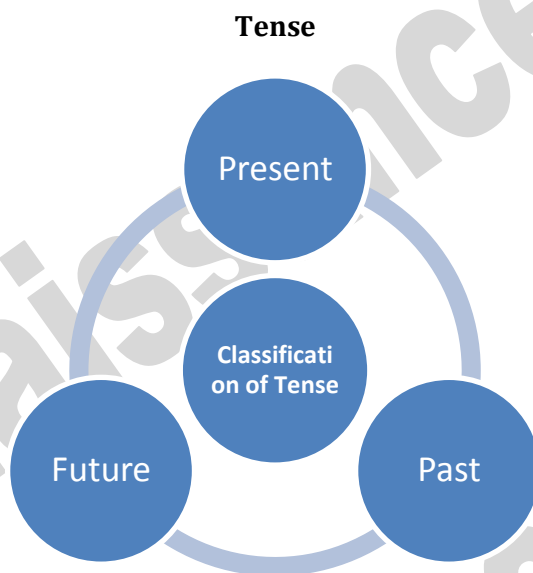 Tense
Present
Classificati
on of Tense
Future
Past